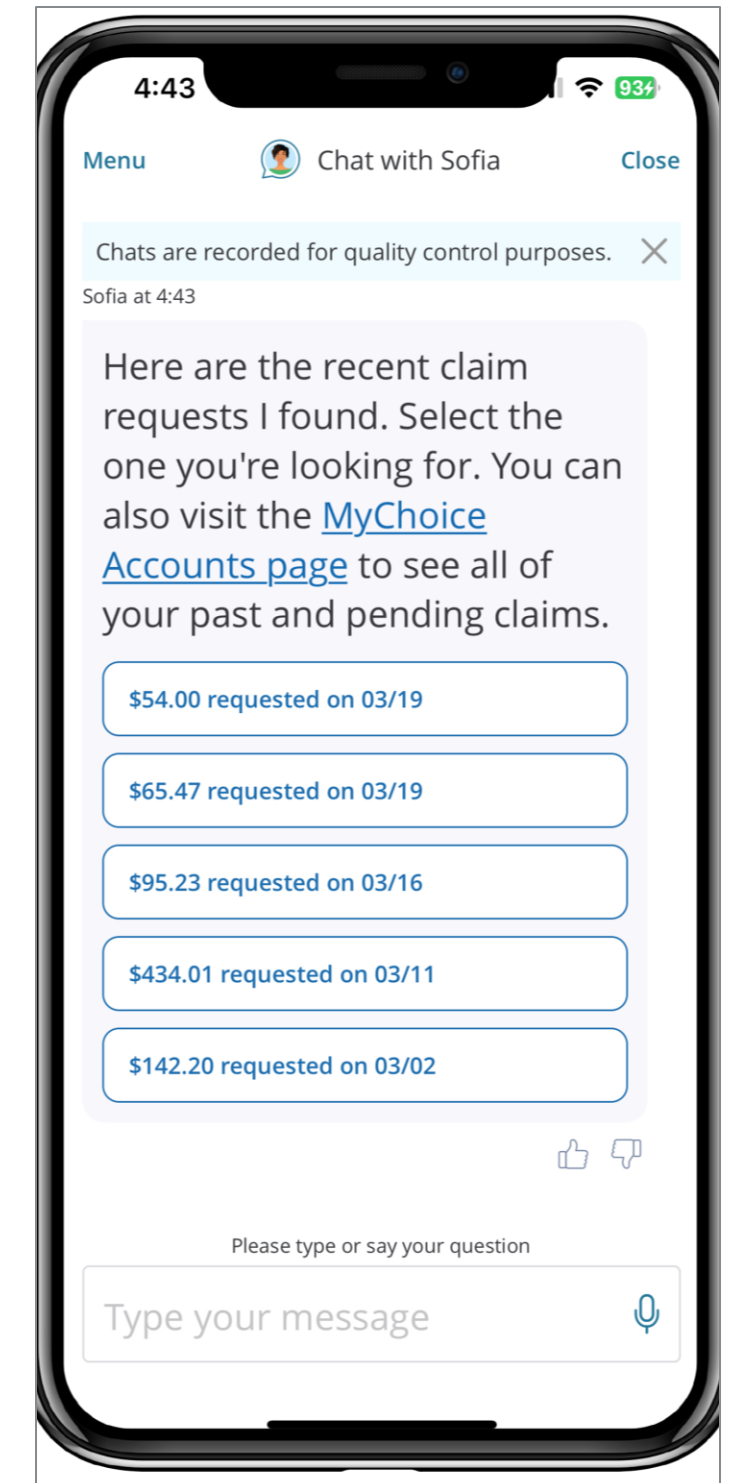 4:43
93
Menu
Chat with Sofia
Close
Chats are recorded for quality control purposes.
Sofia at 4:43
Here are the recent claim
requests I found. Select the
one you're looking for. You can
also visit the MyChoice
Accounts page to see all of
your past and pending claims.
$54.00 requested on 03/19
$65.47 requested on 03/19
$95.23 requested on 03/16
$434.01 requested on 03/11
$142.20 requested on 03/02
Please type or say your question
Type your message